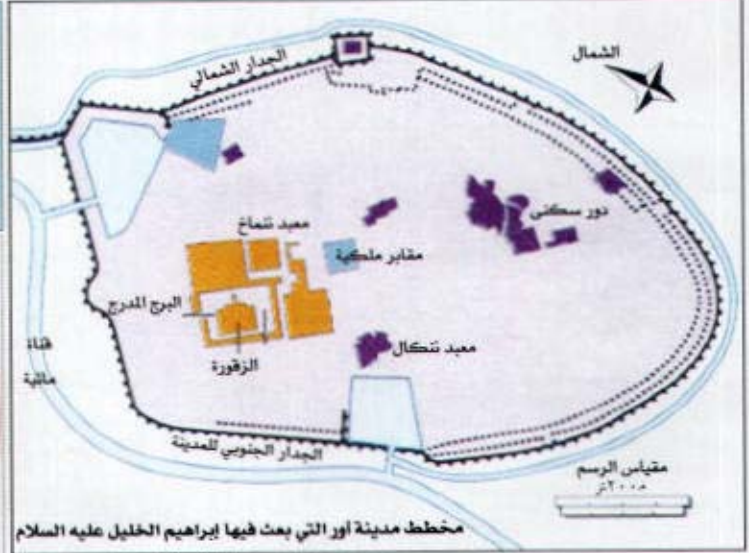 الشمال
الجدار الشمالي
دور سكنى
معبد ننماخ
مقابر ملكية
البرج المدرج
الزقورة
معبد ننكال
قناة
مائية
الجدار الجنوبي للمدينة
مقياس الرسم
مخطط مدينة أور التي بعث فيها إبراهيم الخليل عليه السلام